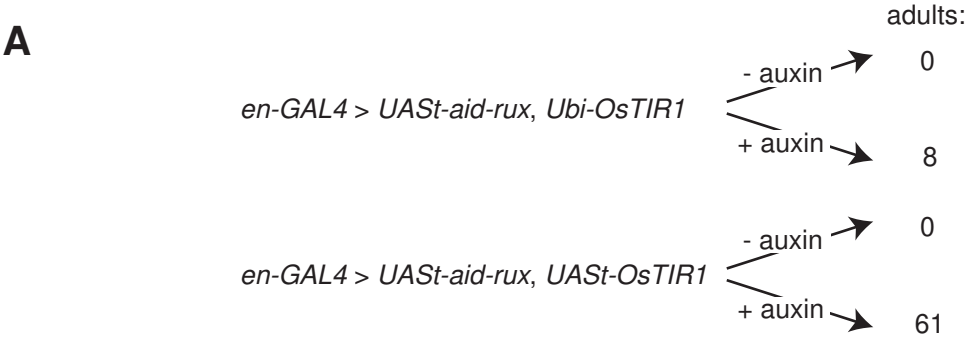 adults:
A
- auxin
0
en-GAL4 > UASt-aid-rux, Ubi-OsTIR1
+ auxin
8
- auxin
0
en-GAL4 > UASt-aid-rux, UASt-OsTIR1
+ auxin
61